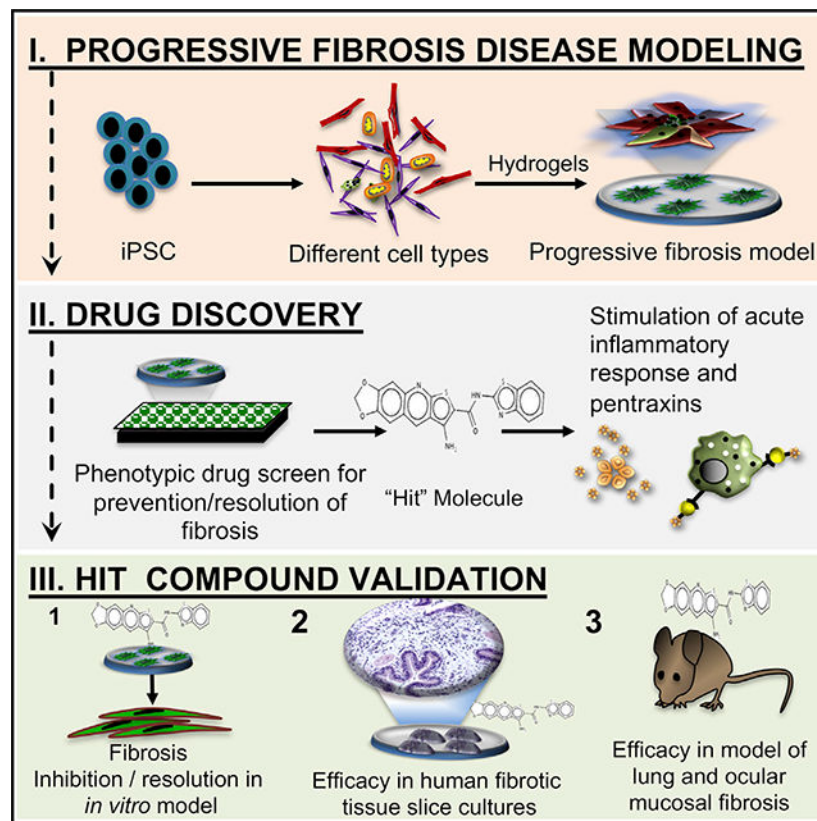 I. PROGRESSIVE FIBROSIS DISEASE MODELING
Hydrogels
iPSC
Different cell types
Progressive fibrosis model
II. DRUG DISCOVERY
Phenotypic drug screen for
prevention/resolution of
fibrosis
O
O
N
S
NH2
O
HN
N
S
"Hit" Molecule
Stimulation of acute
inflammatory
response and
pentraxins
III. HIT COMPOUND VALIDATION
1
Fibrosis
Inhibition / resolution in
in vitro model
2
Efficacy in human fibrotic
tissue slice cultures
3
Efficacy in model of
lung and ocular
mucosal fibrosis